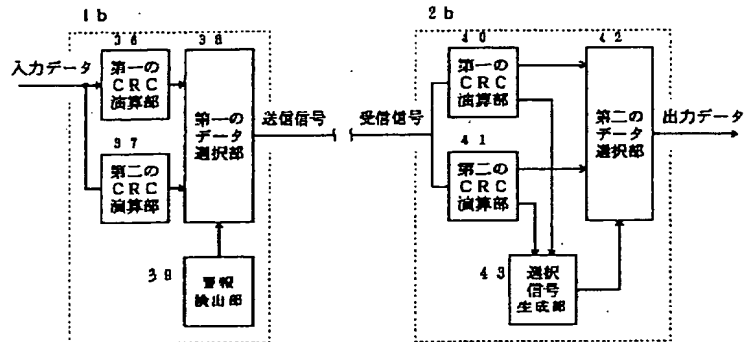 1b
2b
36
38
40
42
入力データ
第一の
CRC
演算部
第一の
データ
選択部
送信信号
受信信号
第一の
CRC
演算部
第二の
データ
選択部
出力データ
37
41
第二の
CRC
演算部
第二の
CRC
演算部
39
警報
検出部
43
選択
信号
生成部